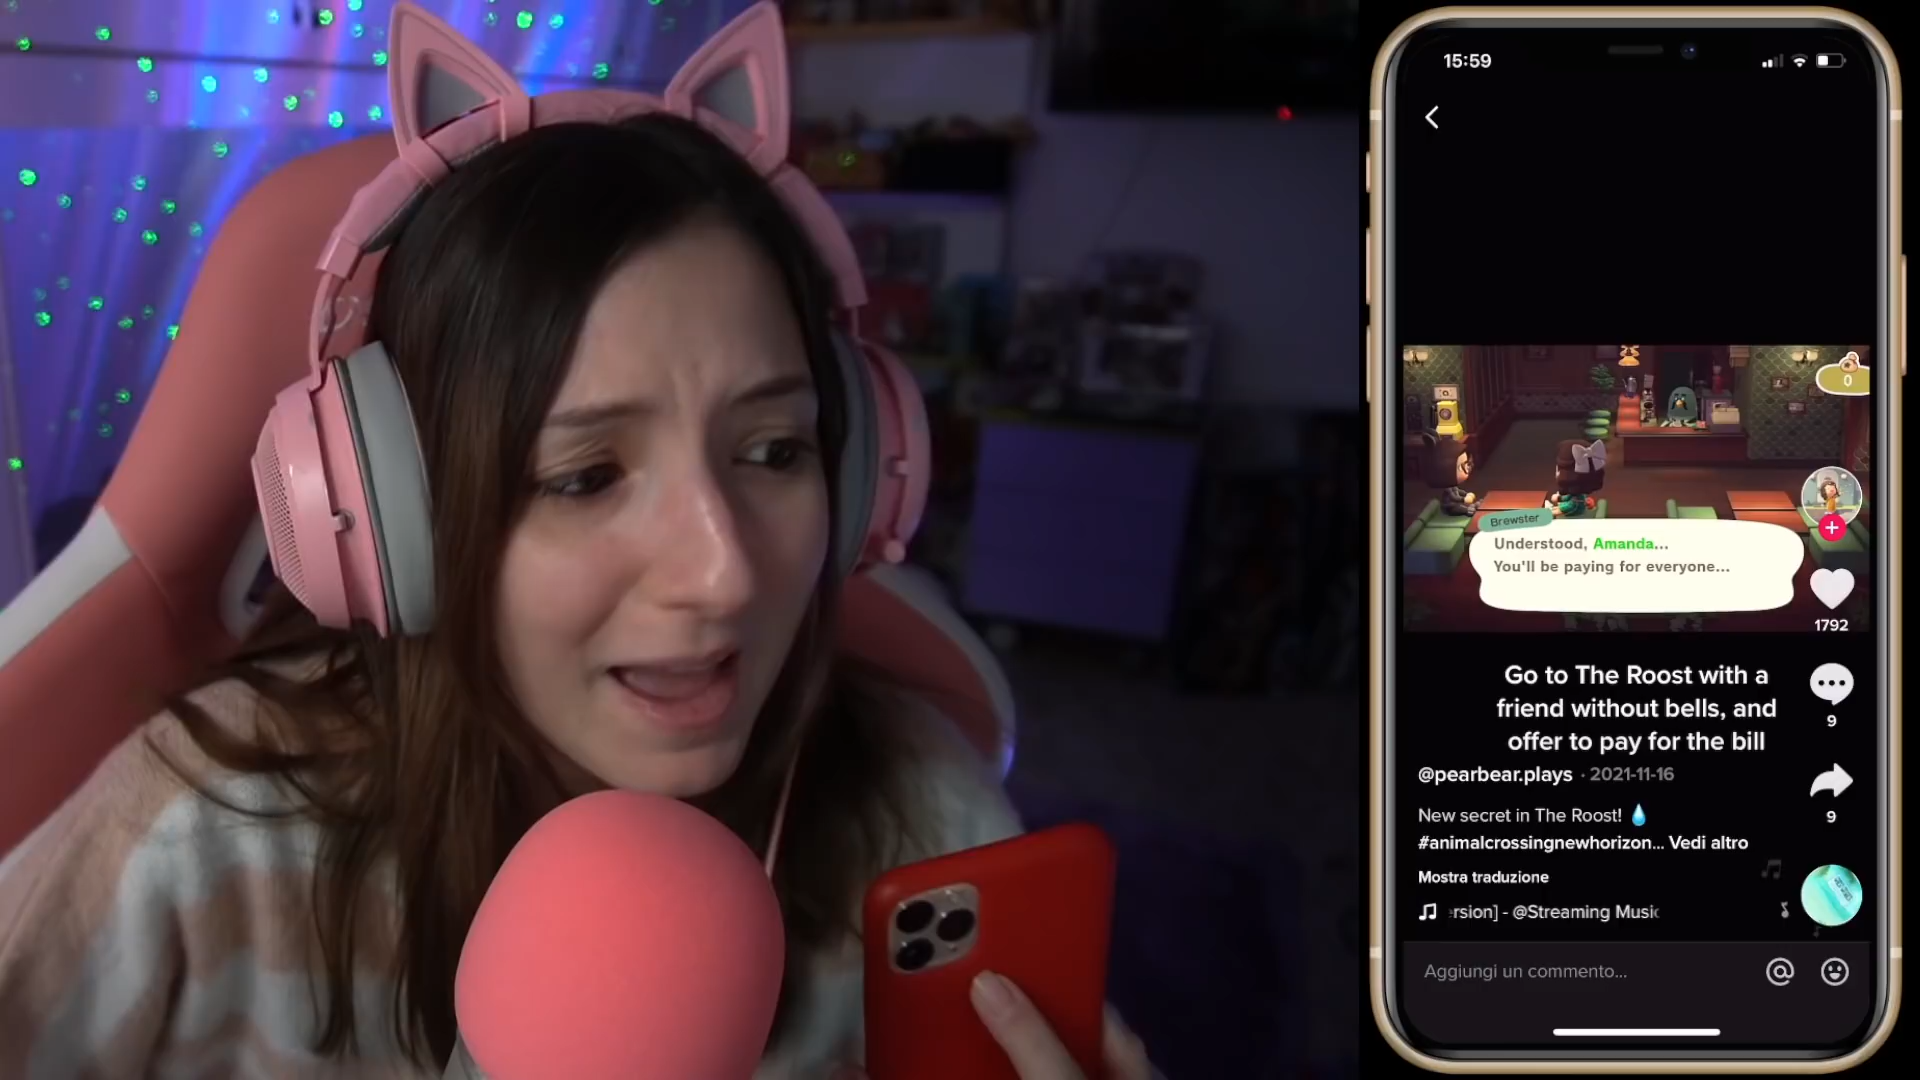 15:59
0
Brewster
Understood, Amanda...
You'll be paying for everyone...
1792
Go to The Roost with a
friend without bells, and
offer to pay for the bill
9
@pearbear.plays · 2021-11-16
New secret in The Roost!
9
#animalcrossingnewhorizon... Vedi altro
Mostra traduzione
rsion] - @Streaming Music
Aggiungi un commento...